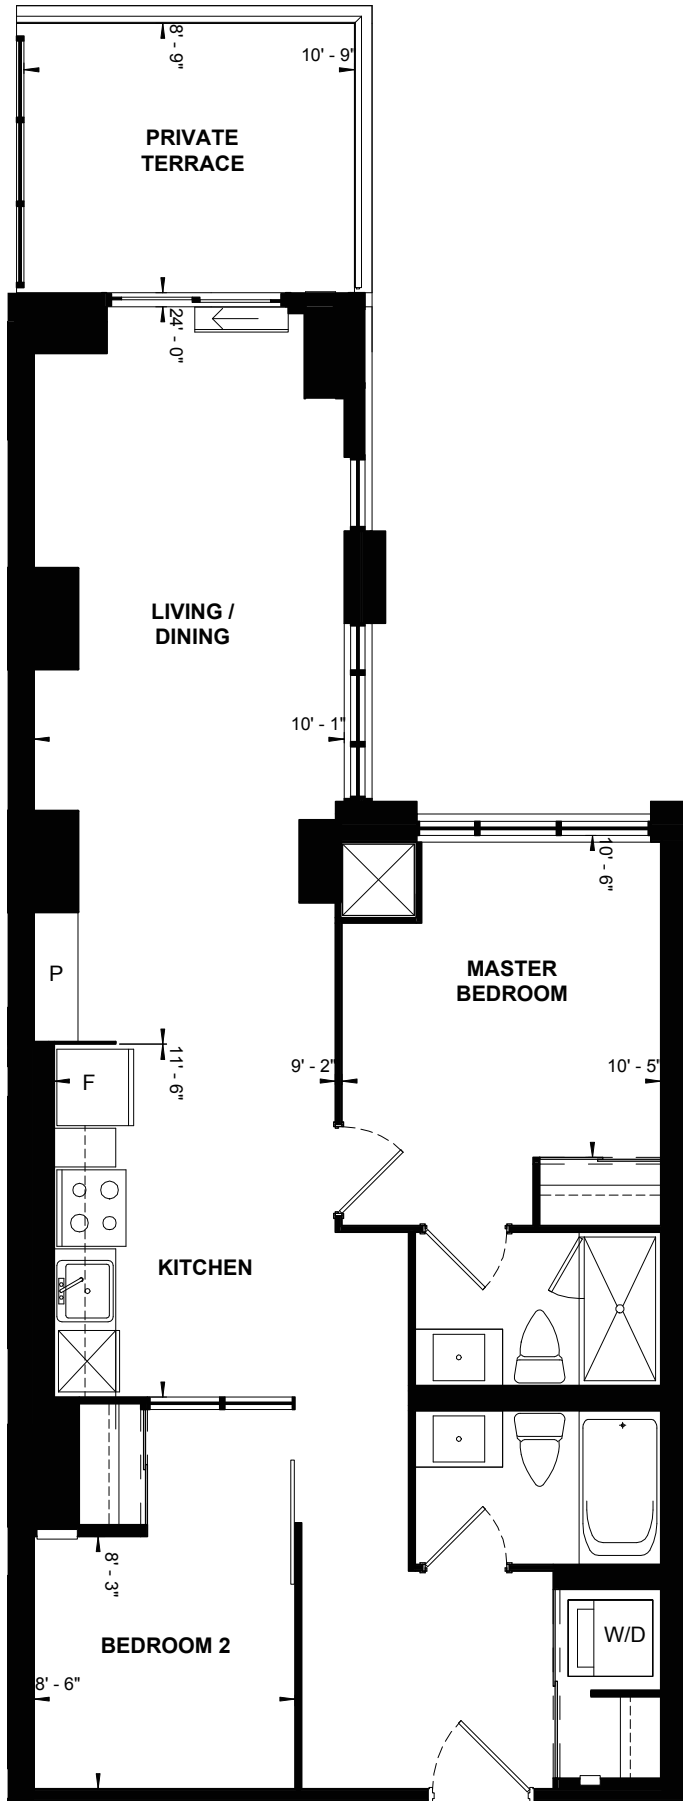 8' - 9"
10' - 9"
PRIVATE
TERRACE
24' - 0"
LIVING /
DINING
10' - 1"
10' - 6"
P
MASTER
BEDROOM
11' - 6"
F
9' - 2"
10' - 5"
KITCHEN
8' - 3"
W/D
BEDROOM 2
8' - 6"